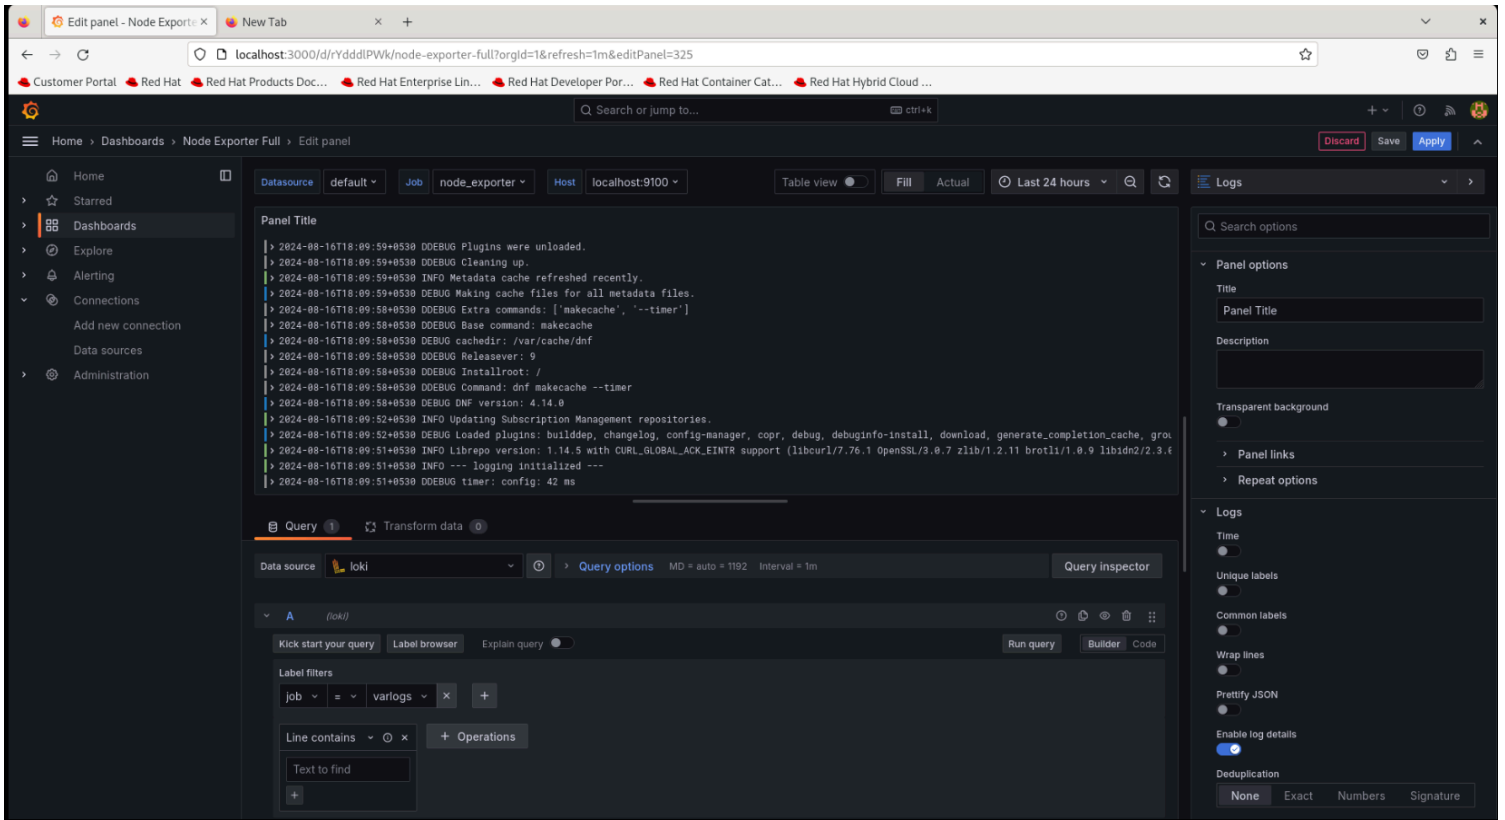 Edit panel - Node Exporte ×
New Tab × +
localhost:3000/d/rYdddlPWk/node-exporter-full?orgId=1&refresh=1m&editPanel=325
Customer Portal Red Hat Red Hat Products Doc... Red Hat Enterprise Lin... Red Hat Developer Por... Red Hat Container Cat... Red Hat Hybrid Cloud ...
Search or jump to... ctrl+k
Home > Dashboards > Node Exporter Full > Edit panel
Discard Save Apply
Home
Starred
Dashboards
Explore
Alerting
Connections
Add new connection
Data sources
Administration
Datasource default Job node_exporter Host localhost:9100 Table view Fill Actual Last 24 hours
Panel Title
2024-08-16T18:09:59+0530 DDEBUG Plugins were unloaded.
2024-08-16T18:09:59+0530 DDEBUG Cleaning up.
2024-08-16T18:09:59+0530 INFO Metadata cache refreshed recently.
2024-08-16T18:09:59+0530 DEBUG Making cache files for all metadata files.
2024-08-16T18:09:58+0530 DDEBUG Extra commands: ['makecache', '--timer']
2024-08-16T18:09:58+0530 DDEBUG Base command: makecache
2024-08-16T18:09:58+0530 DEBUG cachedir: /var/cache/dnf
2024-08-16T18:09:58+0530 DDEBUG Releasever: 9
2024-08-16T18:09:58+0530 DDEBUG Installroot: /
2024-08-16T18:09:58+0530 DDEBUG Command: dnf makecache --timer
2024-08-16T18:09:58+0530 DEBUG DNF version: 4.14.0
2024-08-16T18:09:52+0530 INFO Updating Subscription Management repositories.
2024-08-16T18:09:52+0530 DEBUG Loaded plugins: builddep, changelog, config-manager, copr, debug, debuginfo-install, download, generate_completion_cache, grou
2024-08-16T18:09:51+0530 INFO Librepo version: 1.14.5 with CURL_GLOBAL_ACK_EINTR support (libcurl/7.76.1 OpenSSL/3.0.7 zlib/1.2.11 brotli/1.0.9 libidn2/2.3.
2024-08-16T18:09:51+0530 INFO --- logging initialized ---
2024-08-16T18:09:51+0530 DDEBUG timer: config: 42 ms
Query 1 Transform data 0
Data source loki Query options MD = auto = 1192 Interval = 1m Query inspector
A (loki)
Kick start your query Label browser Explain query Run query Builder Code
Label filters
job = varlogs × +
Line contains × + Operations
Text to find
+
Logs
Search options
Panel options
Title
Panel Title
Description
Transparent background
Panel links
Repeat options
Logs
Time
Unique labels
Common labels
Wrap lines
Prettify JSON
Enable log details
Deduplication
None Exact Numbers Signature